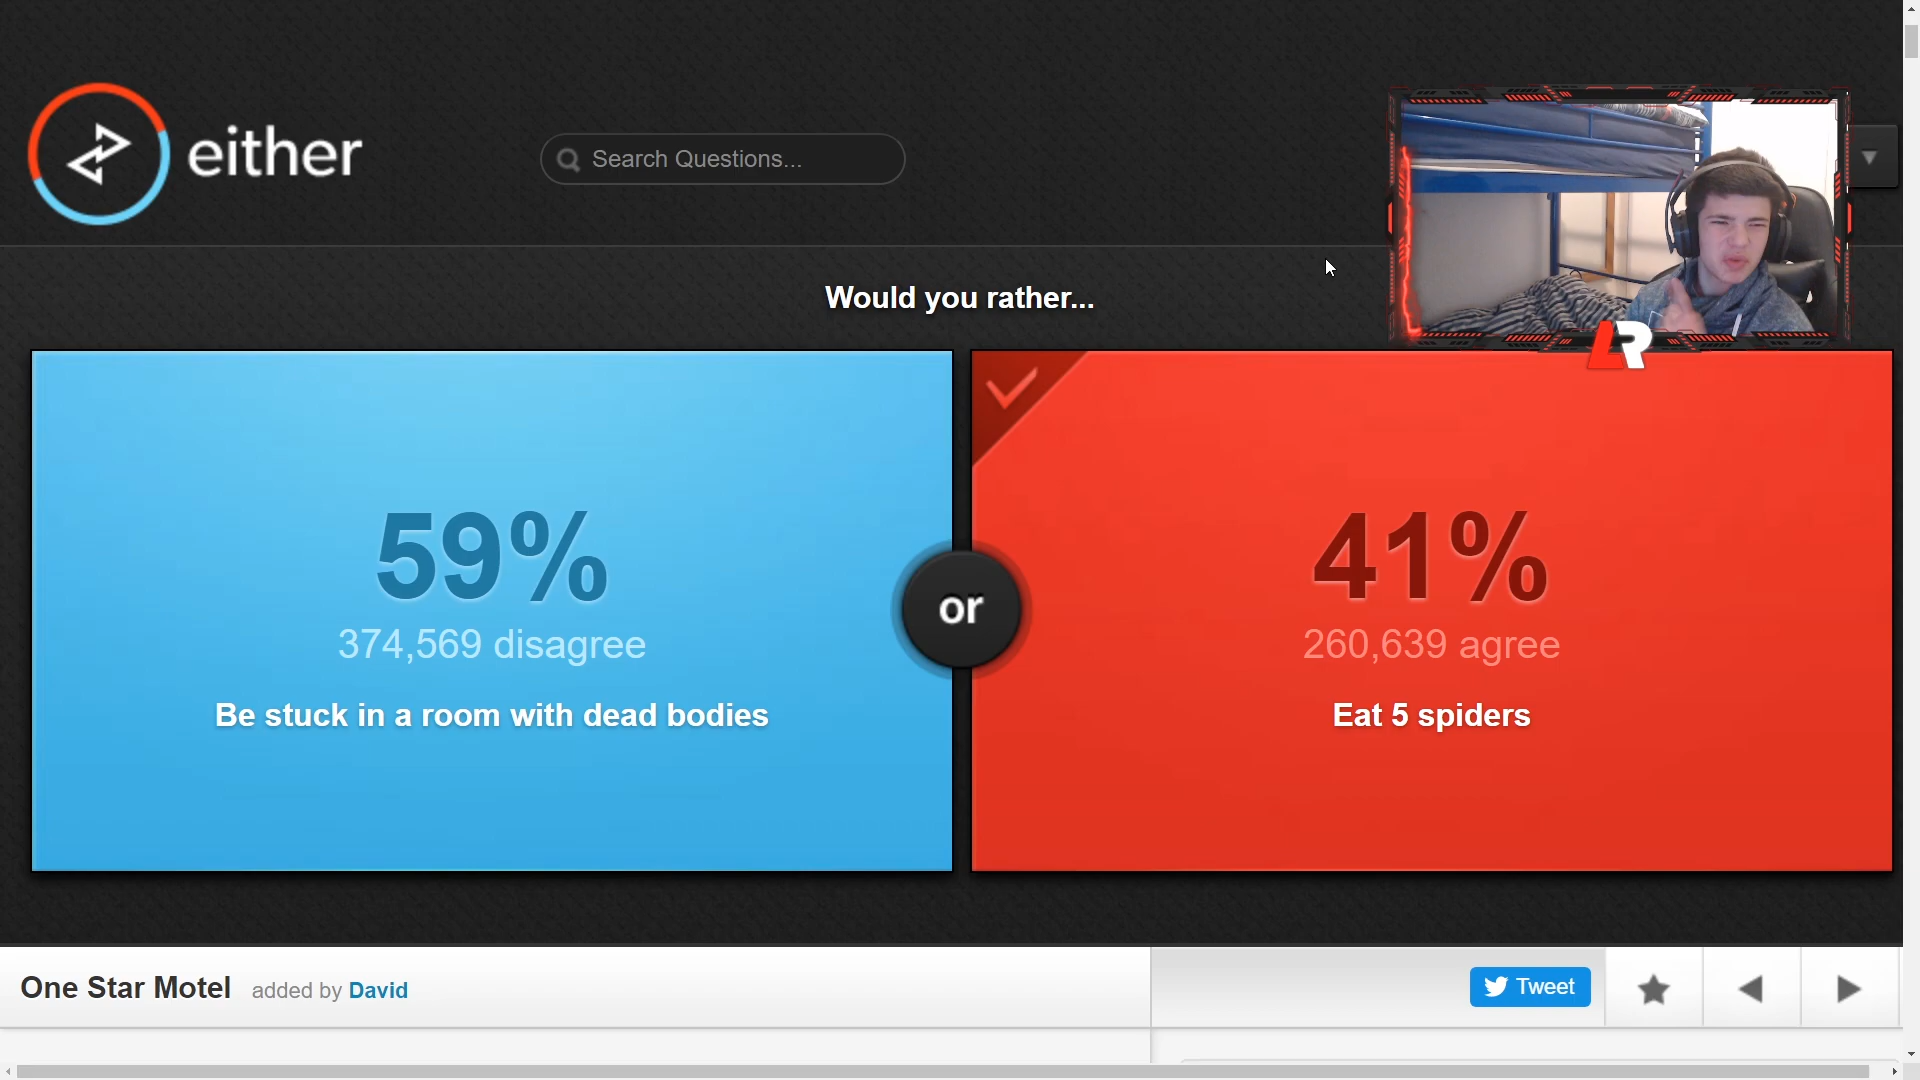 either
Search Questions...
Would you rather...
LR
59%
374,569 disagree
Be stuck in a room with dead bodies
or
41%
260,639 agree
Eat 5 spiders
One Star Motel added by David
Tweet